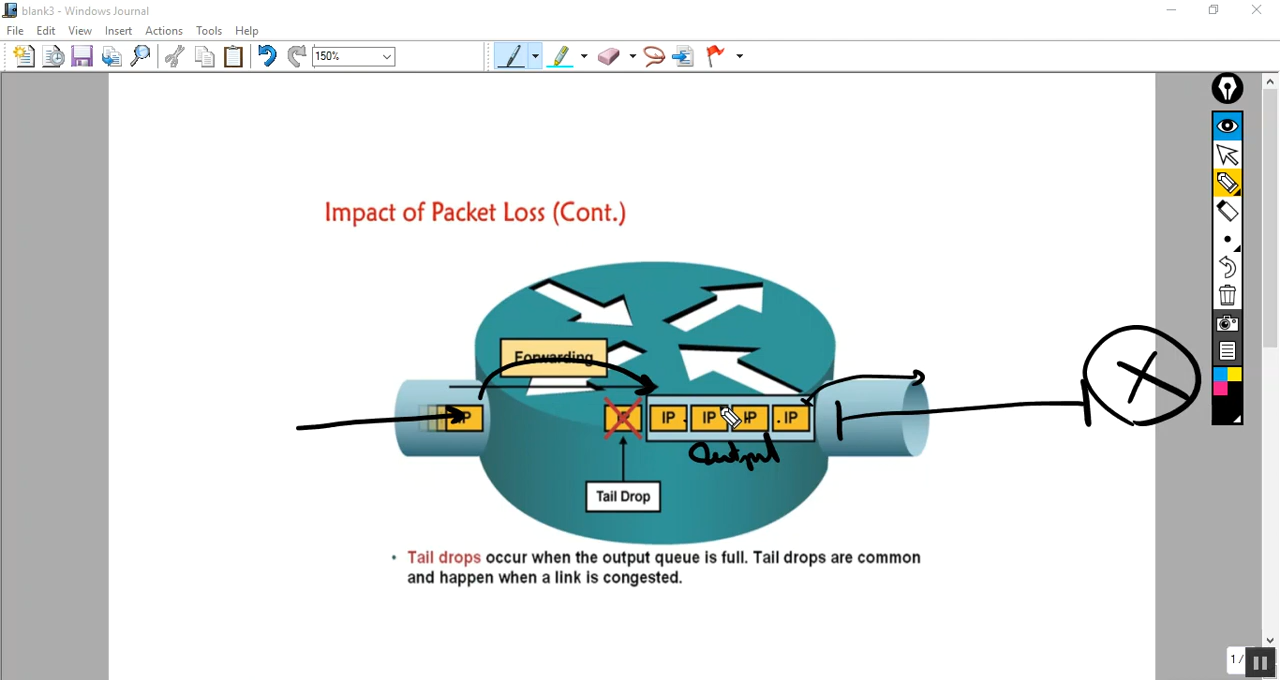 blank3 - Windows Journal
File Edit View Insert Actions Tools Help
150%
Impact of Packet Loss (Cont.)
Forwarding
IP IP IP IP IP IP
Output
Tail Drop
• Tail drops occur when the output queue is full. Tail drops are common
and happen when a link is congested.
1 /